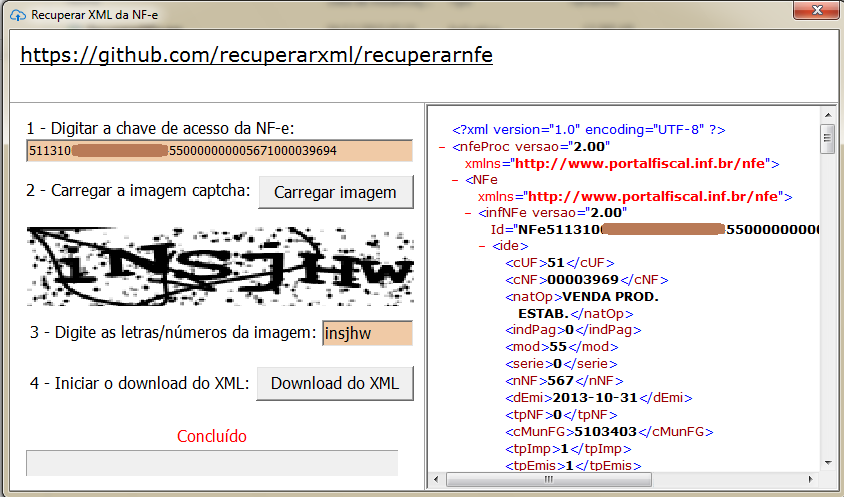 Recuperar XML da NF-e
https://github.com/recuperarxml/recuperarnfe
1 - Digitar a chave de acesso da NF-e:
511310 550000000005671000039694
2 - Carregar a imagem captcha:
Carregar imagem
iNSjHW
3 - Digite as letras/números da imagem:
insjhw
4 - Iniciar o download do XML:
Download do XML
Concluído
<?xml version="1.0" encoding="UTF-8" ?>
- <nfeProc versao="2.00"
xmlns="http://www.portalfiscal.inf.br/nfe">
- <NFe
xmlns="http://www.portalfiscal.inf.br/nfe">
- <infNFe versao="2.00"
Id="NFe511310 55000000000
- <ide>
<cUF>51</cUF>
<cNF>00003969</cNF>
<natOp>VENDA PROD.
ESTAB.</natOp>
<indPag>0</indPag>
<mod>55</mod>
<serie>0</serie>
<nNF>567</nNF>
<dEmi>2013-10-31</dEmi>
<tpNF>0</tpNF>
<cMunFG>5103403</cMunFG>
<tpImp>1</tpImp>
<tpEmis>1</tpEmis>